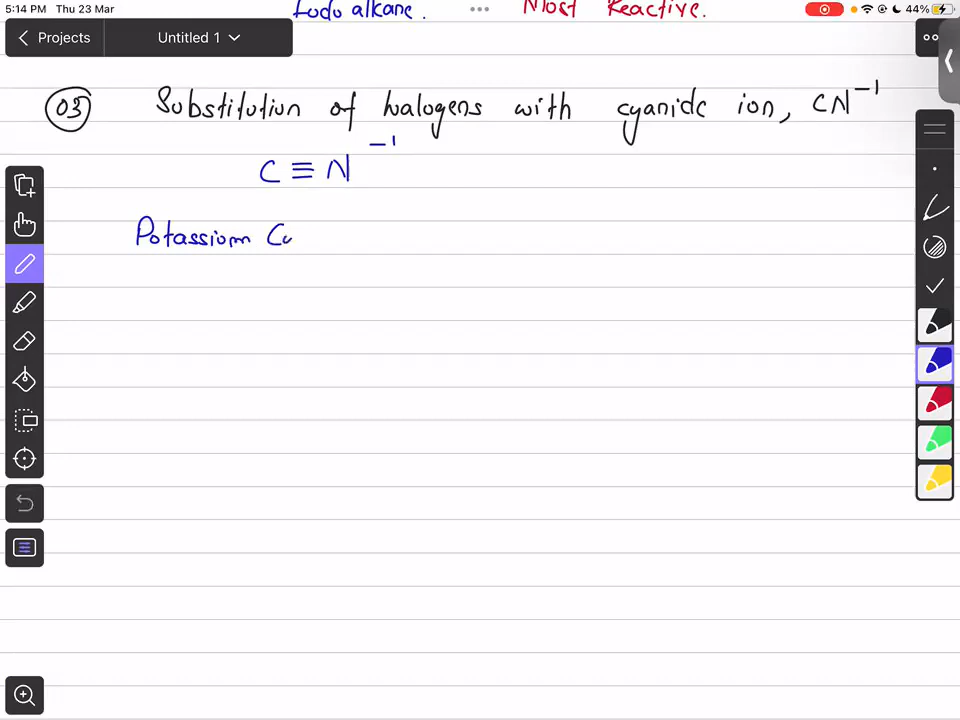 5:14 PM Thu 23 Mar
44%
Iodo alkane. Most Reactive.
Projects Untitled 1
03 Substitution of halogens with cyanide ion, CN⁻¹
C ≡ N ⁻¹
Potassium Cy